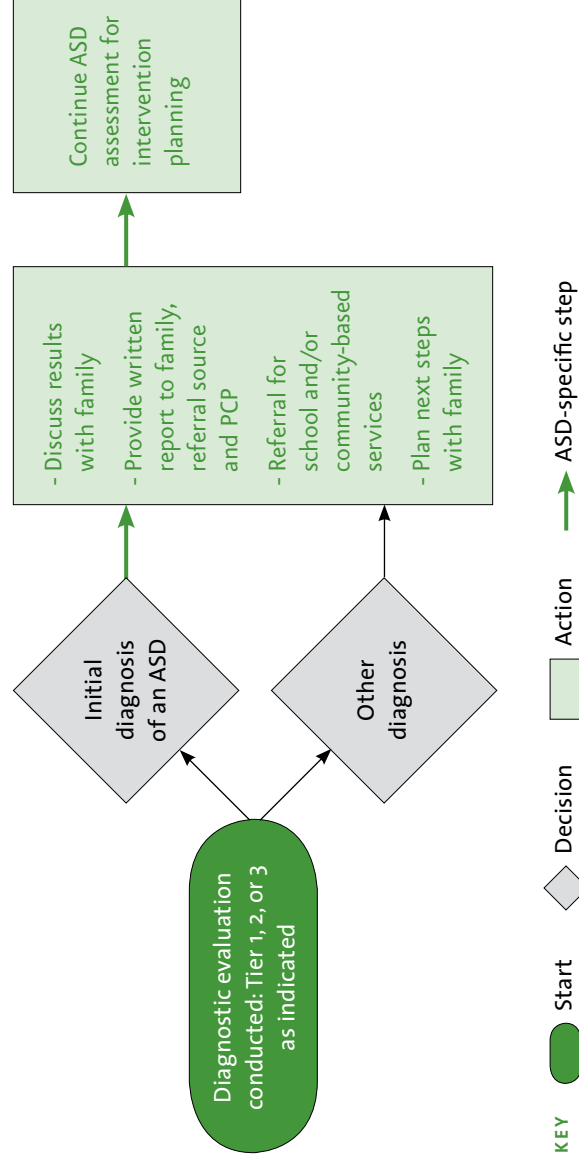 Diagnostic evaluation
conducted: Tier 1, 2, or 3
as indicated
Initial
diagnosis
of an ASD
Other
diagnosis
- Discuss results
with family
- Provide written
report to family,
referral source
and PCP
- Referral for
school and/or
community-based
services
- Plan next steps
with family
Continue ASD
assessment for
intervention
planning
KEY
Start
Decision
Action
ASD-specific step